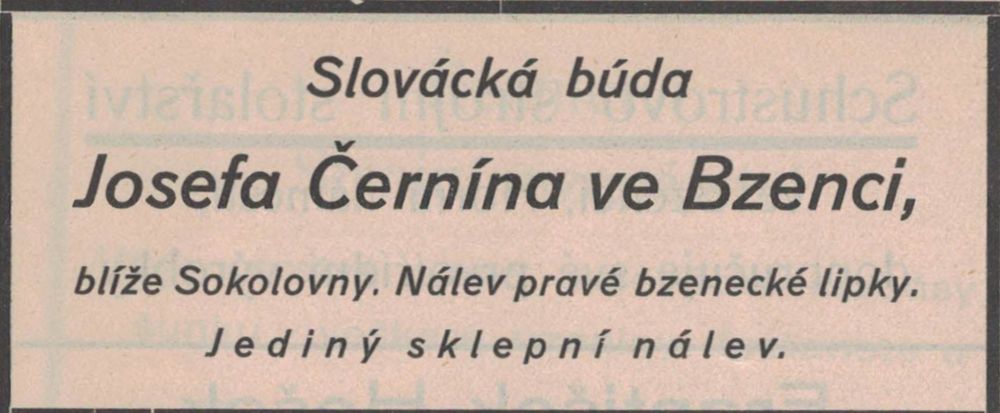 Slovácká búda
Josefa Černína ve Bzenci,
blíže Sokolovny. Nálev pravé bzenecké lipky.
Jediný sklepní nálev.